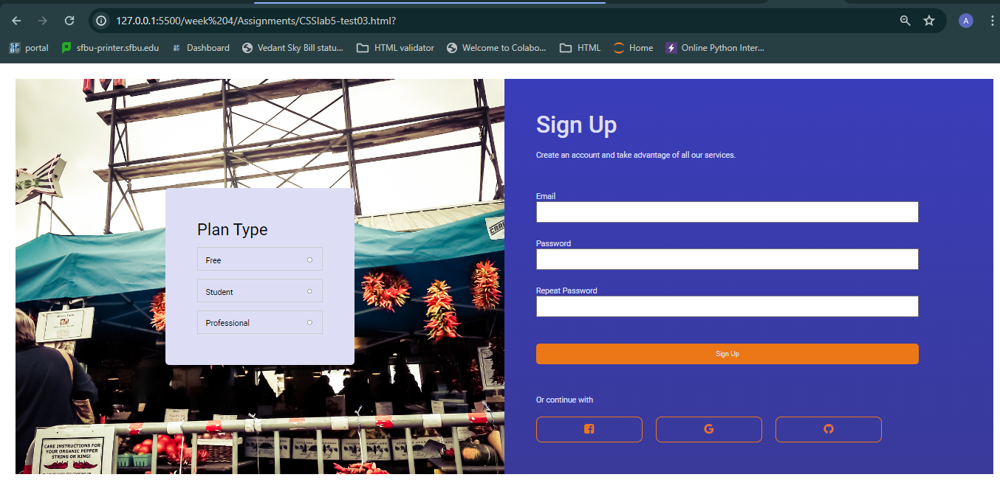 A
127.0.0.1:5500/week%204/Assignments/CSSlab5-test03.html?
portal
sfbu-printer.sfbu.edu
Dashboard
Vedant Sky Bill statu...
HTML validator
Welcome to Colabo...
HTML
Home
Online Python Inter...
Plan Type
Free
Student
Professional
CARE INSTRUCTIONS FOR
YOUR ORGANIC PEPPER
STRING OR RING!
Sign Up
Create an account and take advantage of all our services.
Email
Password
Repeat Password
Sign Up
Or continue with